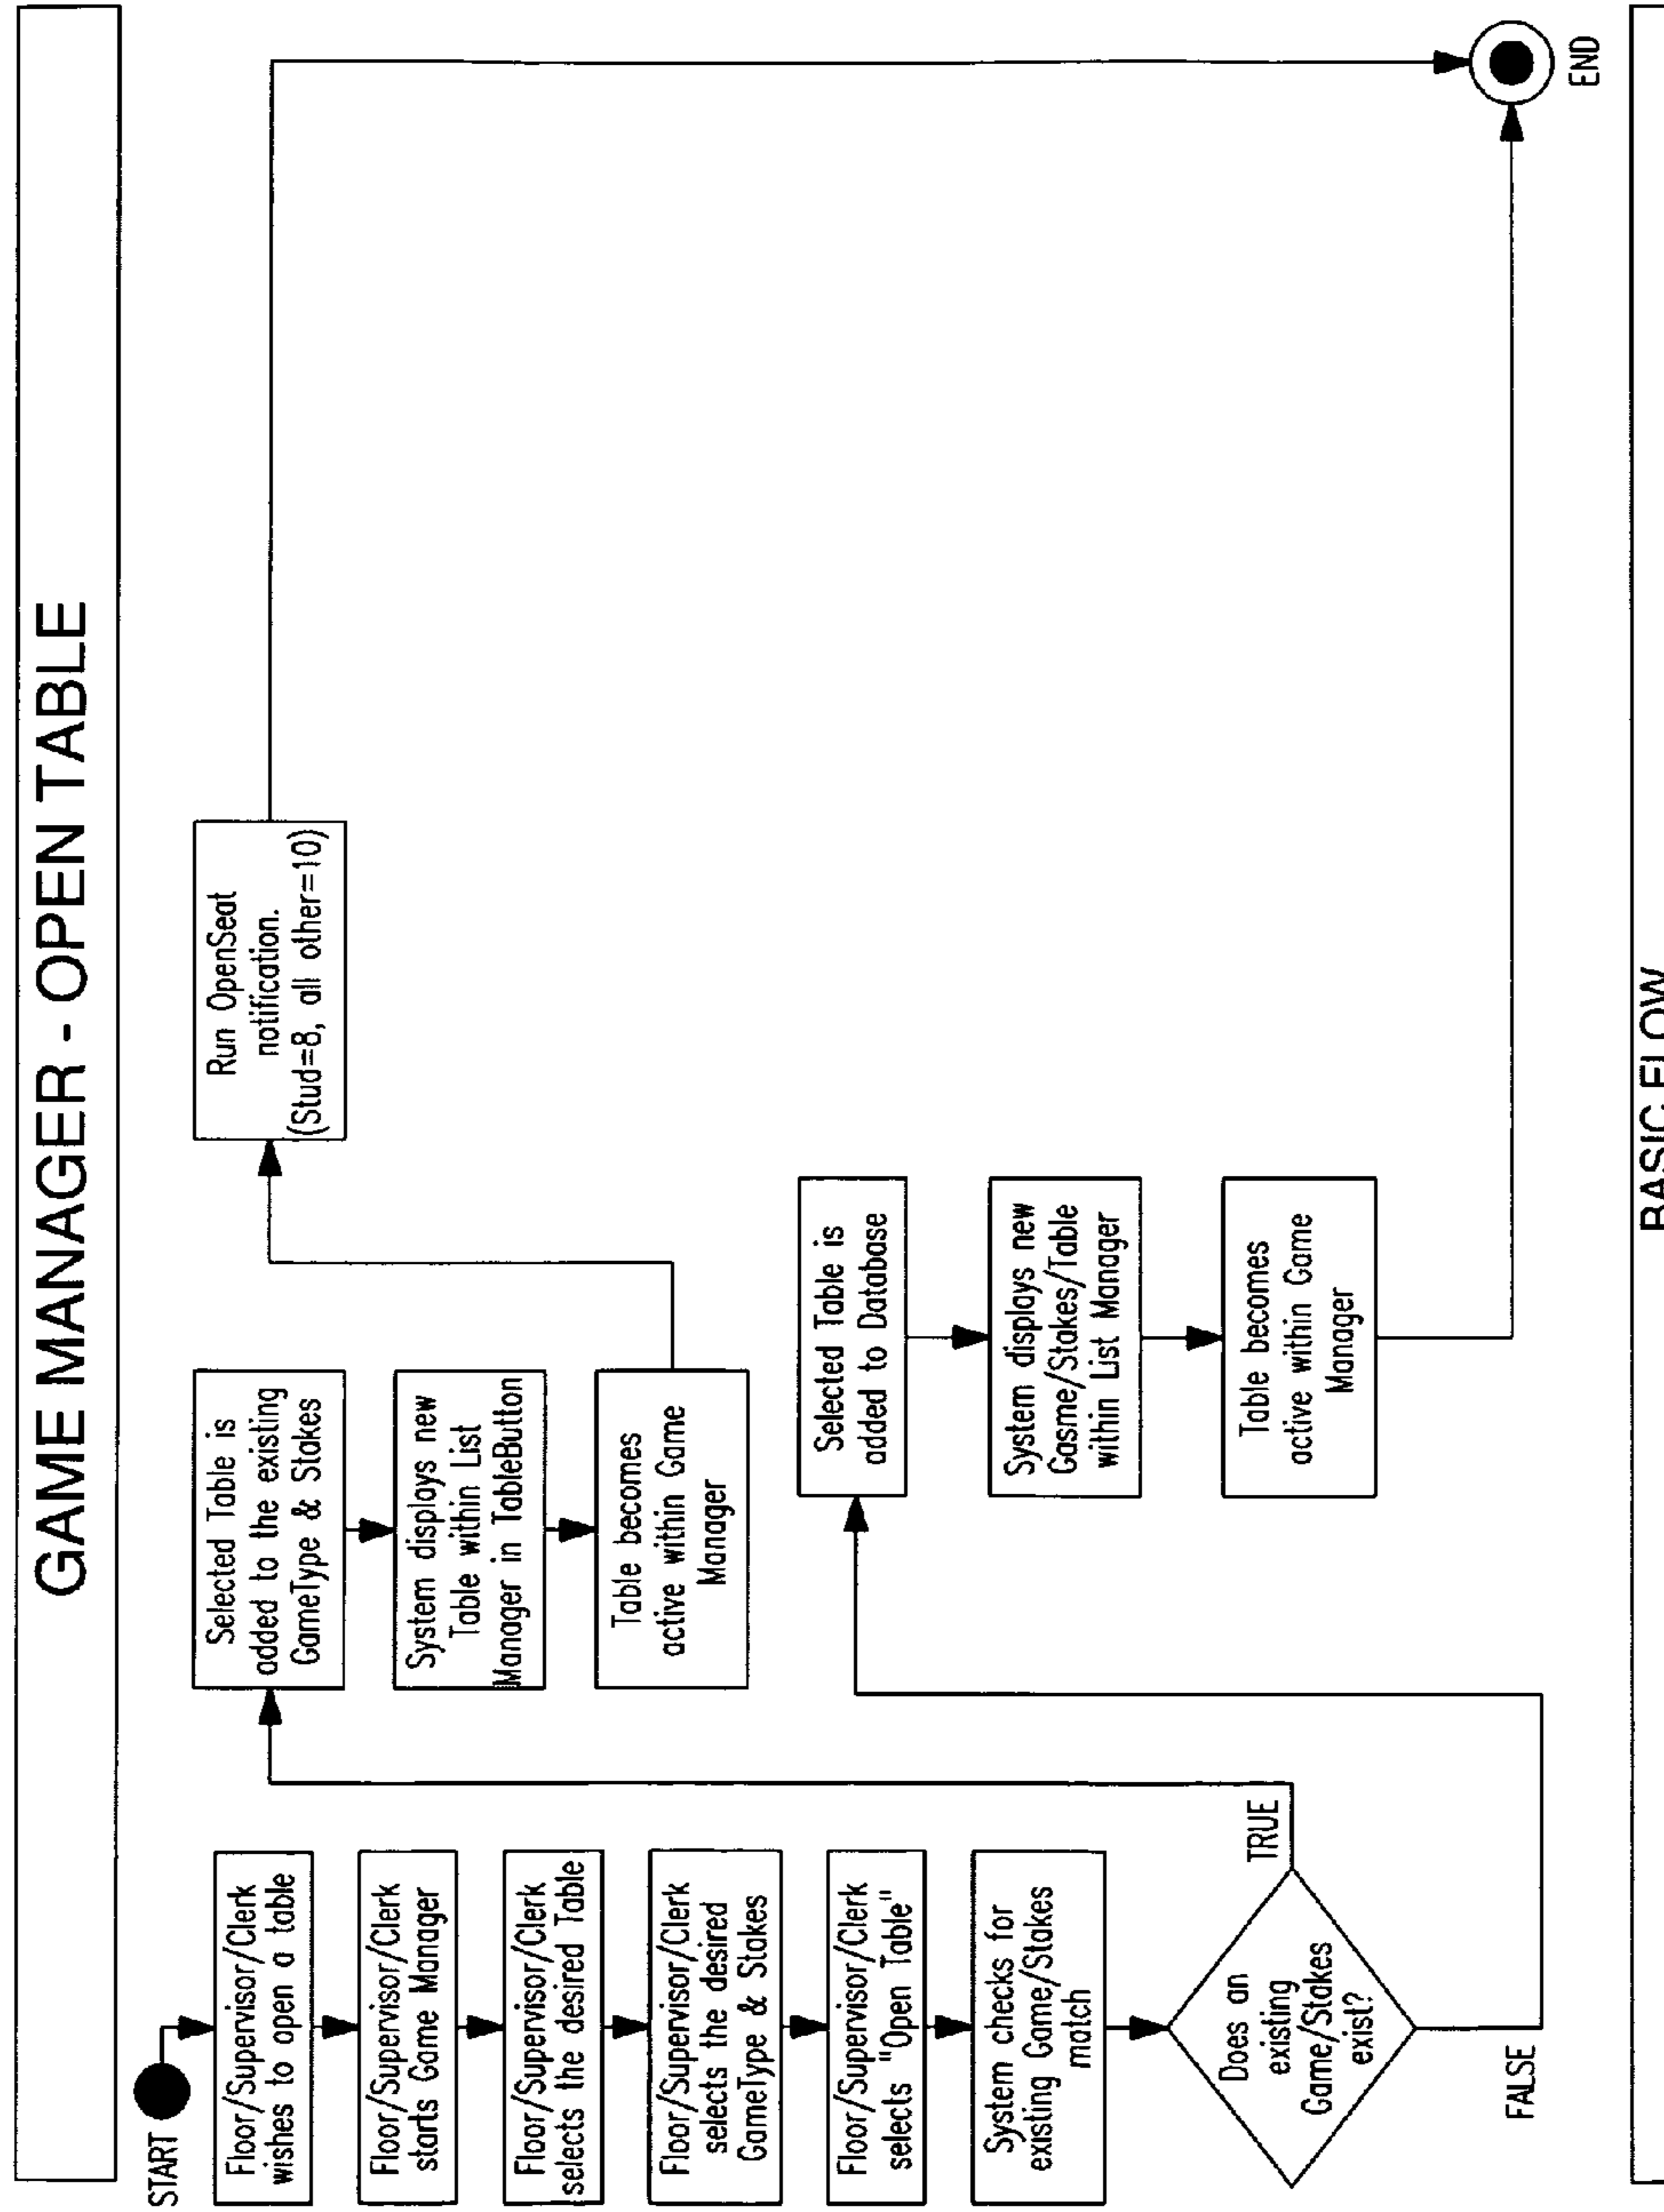 GAME MANAGER - OPEN TABLE
START
Floor/Supervisor/Clerk
wishes to open a table
Floor/Supervisor/Clerk
starts Game Manager
Floor/Supervisor/Clerk
selects the desired Table
Floor/Supervisor/Clerk
selects the desired
GameType & Stakes
Floor/Supervisor/Clerk
selects "Open Table"
System checks for
existing Game/Stakes
match
Does an
existing
Game/Stakes
exist?
TRUE
FALSE
Selected Table is
added to the existing
GameType & Stakes
System displays new
Table within List
Manager in TableButton
Table becomes
active within Game
Manager
Run OpenSeat
notification.
(Stud=8, all other=10)
Selected Table is
added to Database
System displays new
Gasme/Stakes/Table
within List Manager
Table becomes
active within Game
Manager
END
BASIC FLOW